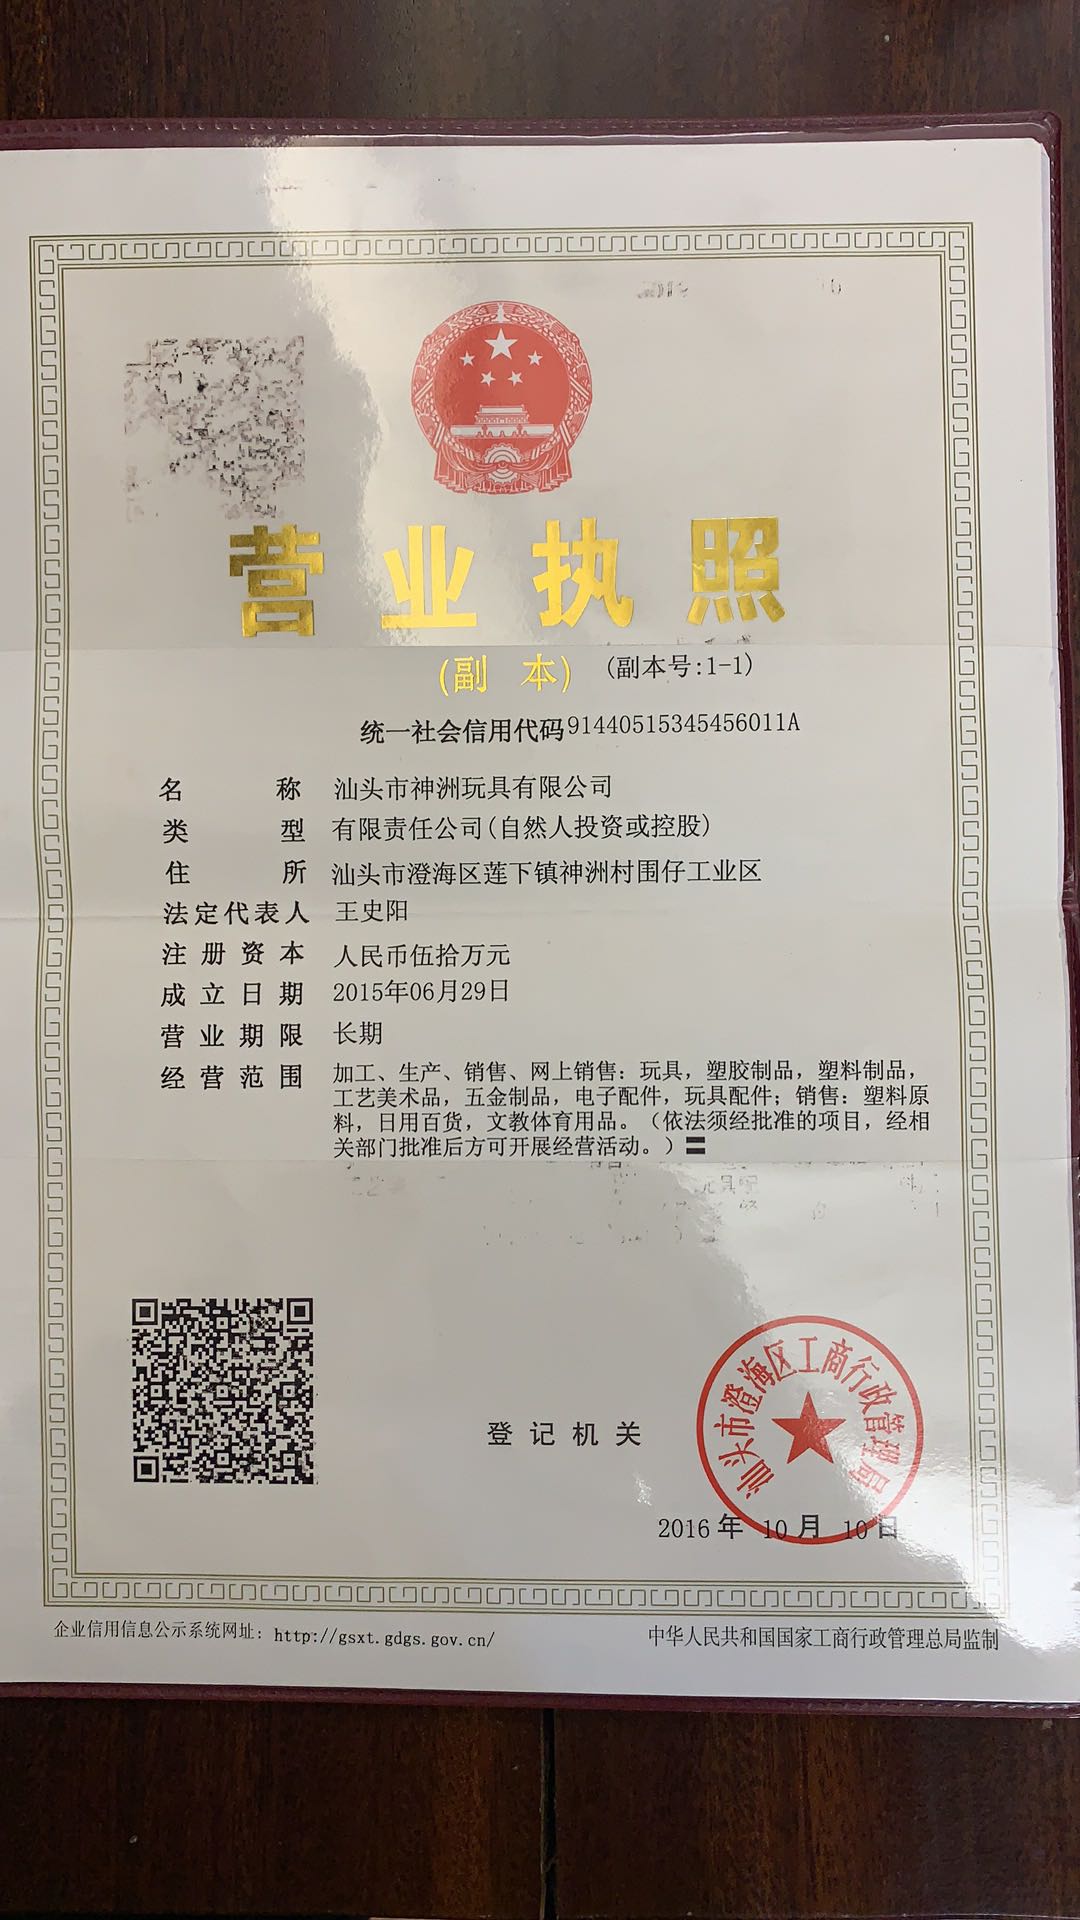 营业执照
(副 本) (副本号:1-1)
统一社会信用代码91440515345456011A
名称 汕头市神洲玩具有限公司
类型 有限责任公司(自然人投资或控股)
住所 汕头市澄海区莲下镇神洲村围仔工业区
法定代表人 王史阳
注册资本 人民币伍拾万元
成立日期 2015年06月29日
营业期限 长期
经营范围 加工、生产、销售、网上销售：玩具，塑胶制品，塑料制品，
工艺美术品，五金制品，电子配件，玩具配件；销售：塑料原
料，日用百货，文教体育用品。（依法须经批准的项目，经相
关部门批准后方可开展经营活动。）〓
登记机关
汕头市澄海区工商行政管理局
2016年10月10日
企业信用信息公示系统网址：http://gsxt.gdgs.gov.cn/
中华人民共和国国家工商行政管理总局监制